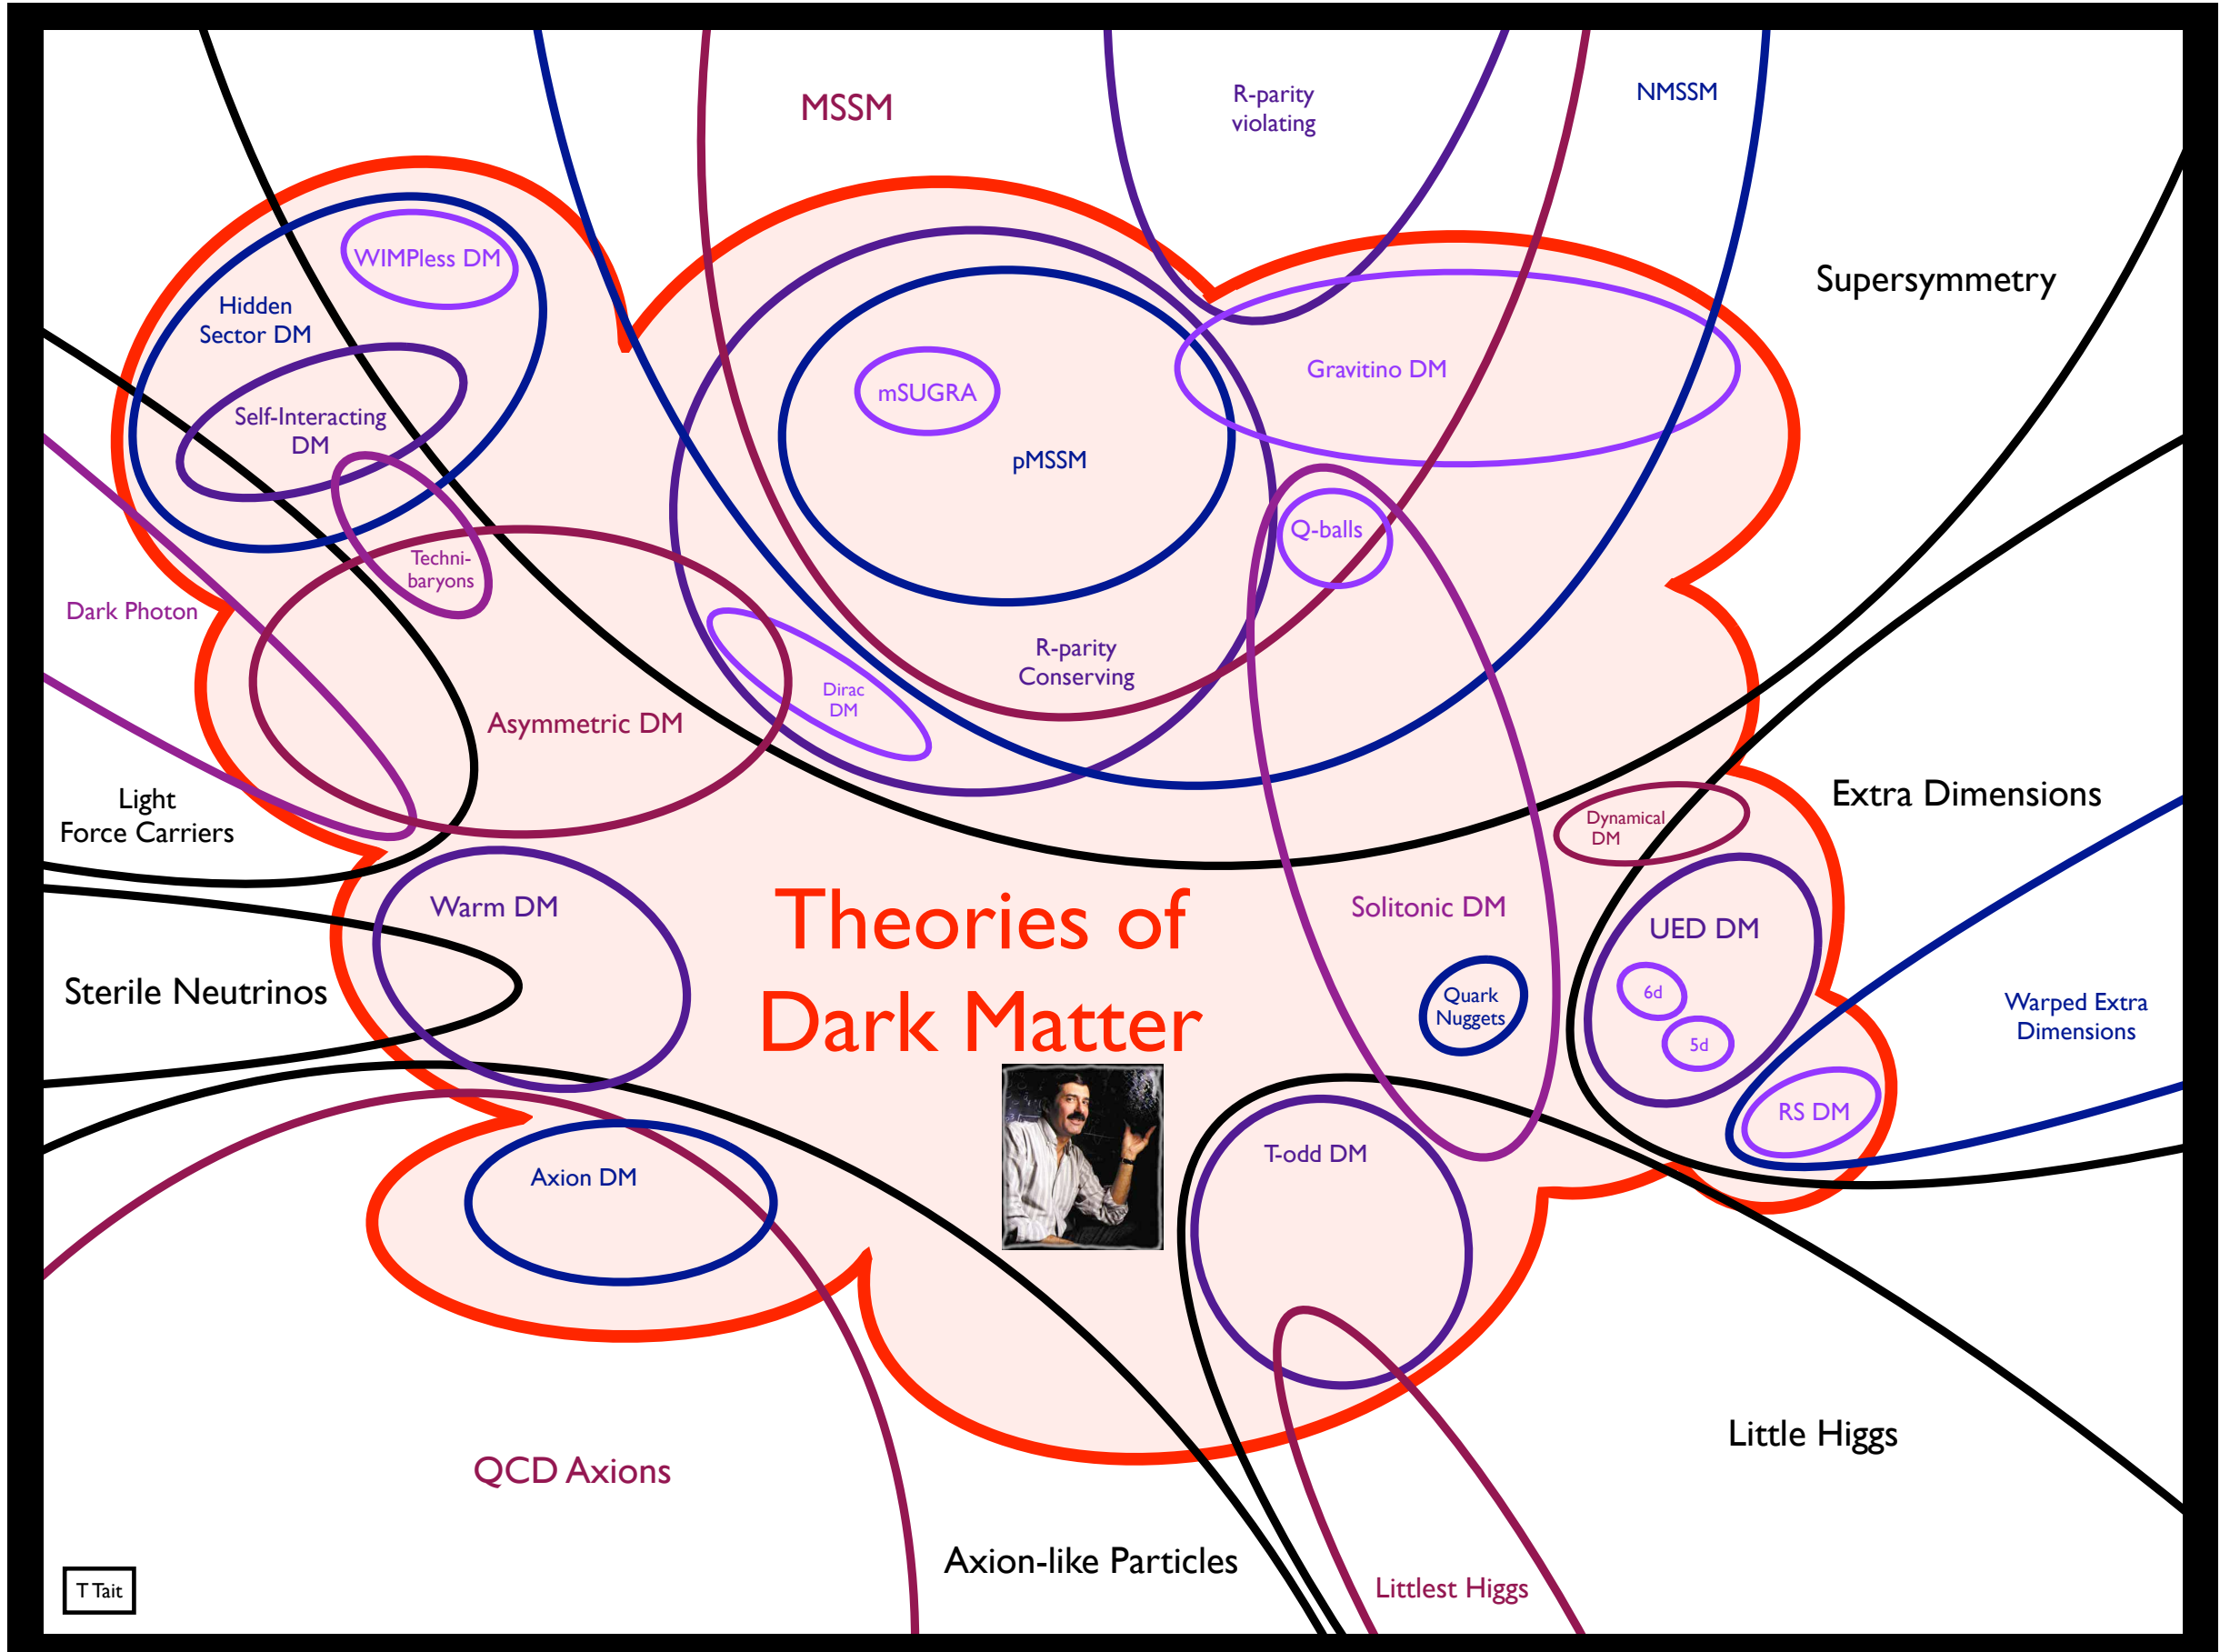 MSSM
R-parity
violating
NMSSM
Supersymmetry
WIMPless DM
Hidden
Sector DM
Self-Interacting
DM
mSUGRA
pMSSM
Gravitino DM
Q-balls
Techni-
baryons
Dark Photon
R-parity
Conserving
Dirac
DM
Asymmetric DM
Light
Force Carriers
Extra Dimensions
Dynamical
DM
Warm DM
Theories of
Dark Matter
Solitonic DM
UED DM
Sterile Neutrinos
Quark
Nuggets
6d
5d
Warped Extra
Dimensions
RS DM
T-odd DM
Axion DM
Little Higgs
QCD Axions
Axion-like Particles
Littlest Higgs
T Tait